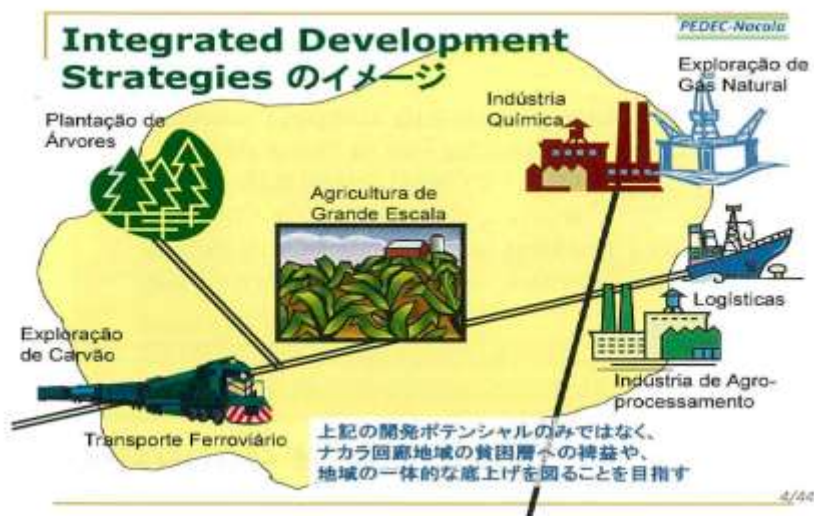 PEDEC-Nacala
Integrated Development
Strategies のイメージ
Exploração de
Gás Natural
Indústria
Química
Plantação de
Árvores
Agricultura de
Grande Escala
Logísticas
Exploração
de Carvão
Indústria de Agro-
processamento
Transporte Ferroviário
上記の開発ポテンシャルのみではなく、
ナカラ回廊地域の貧困層への裨益や、
地域の一体的な底上げを図ることを目指す
4/44